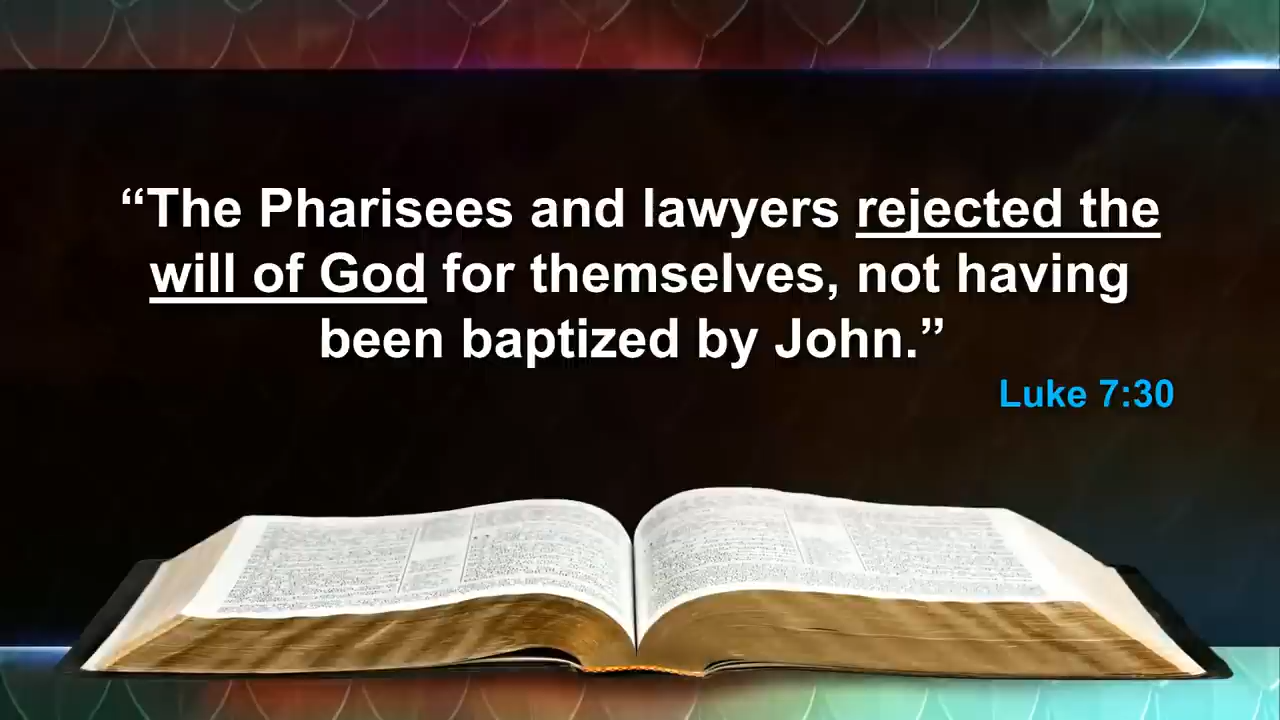 “The Pharisees and lawyers rejected the
will of God for themselves, not having
been baptized by John.”
Luke 7:30